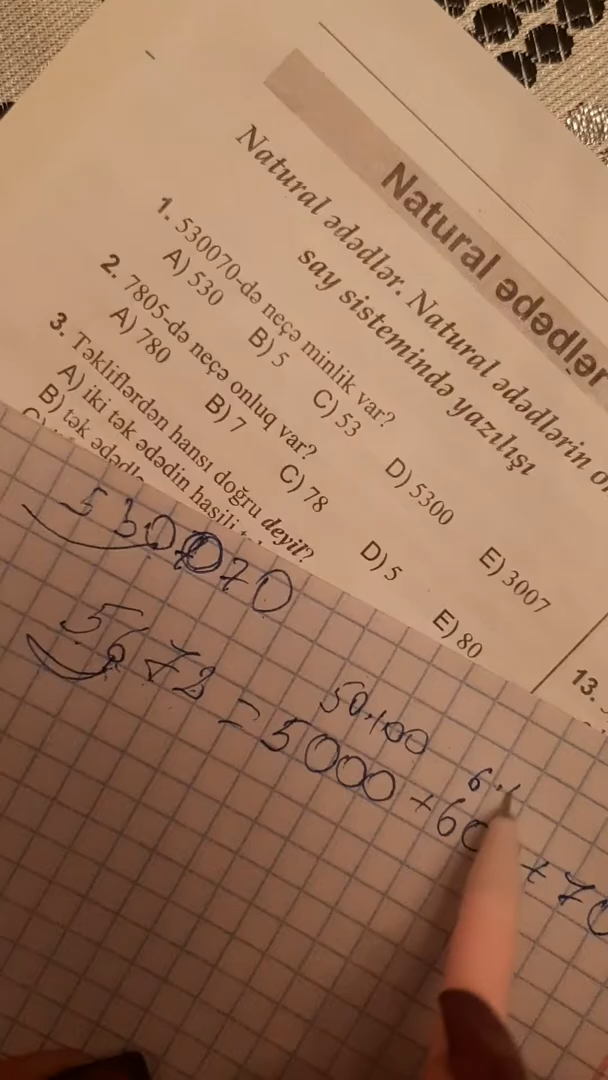 Natural ədədlər
Natural ədədlər. Natural ədədlərin
say sistemində yazılışı
1. 530070-də neçə minlik var?
A) 530 B) 5 C) 53 D) 5300 E) 3007
2. 7805-də neçə onluq var?
A) 780 B) 7 C) 78 D) 5 E) 80
3. Təkliflərdən hansı doğru deyil?
A) iki tək ədədin hasili
B) tək
13.
530070
50·100 6·
5672 = 5000 + 60 + 70